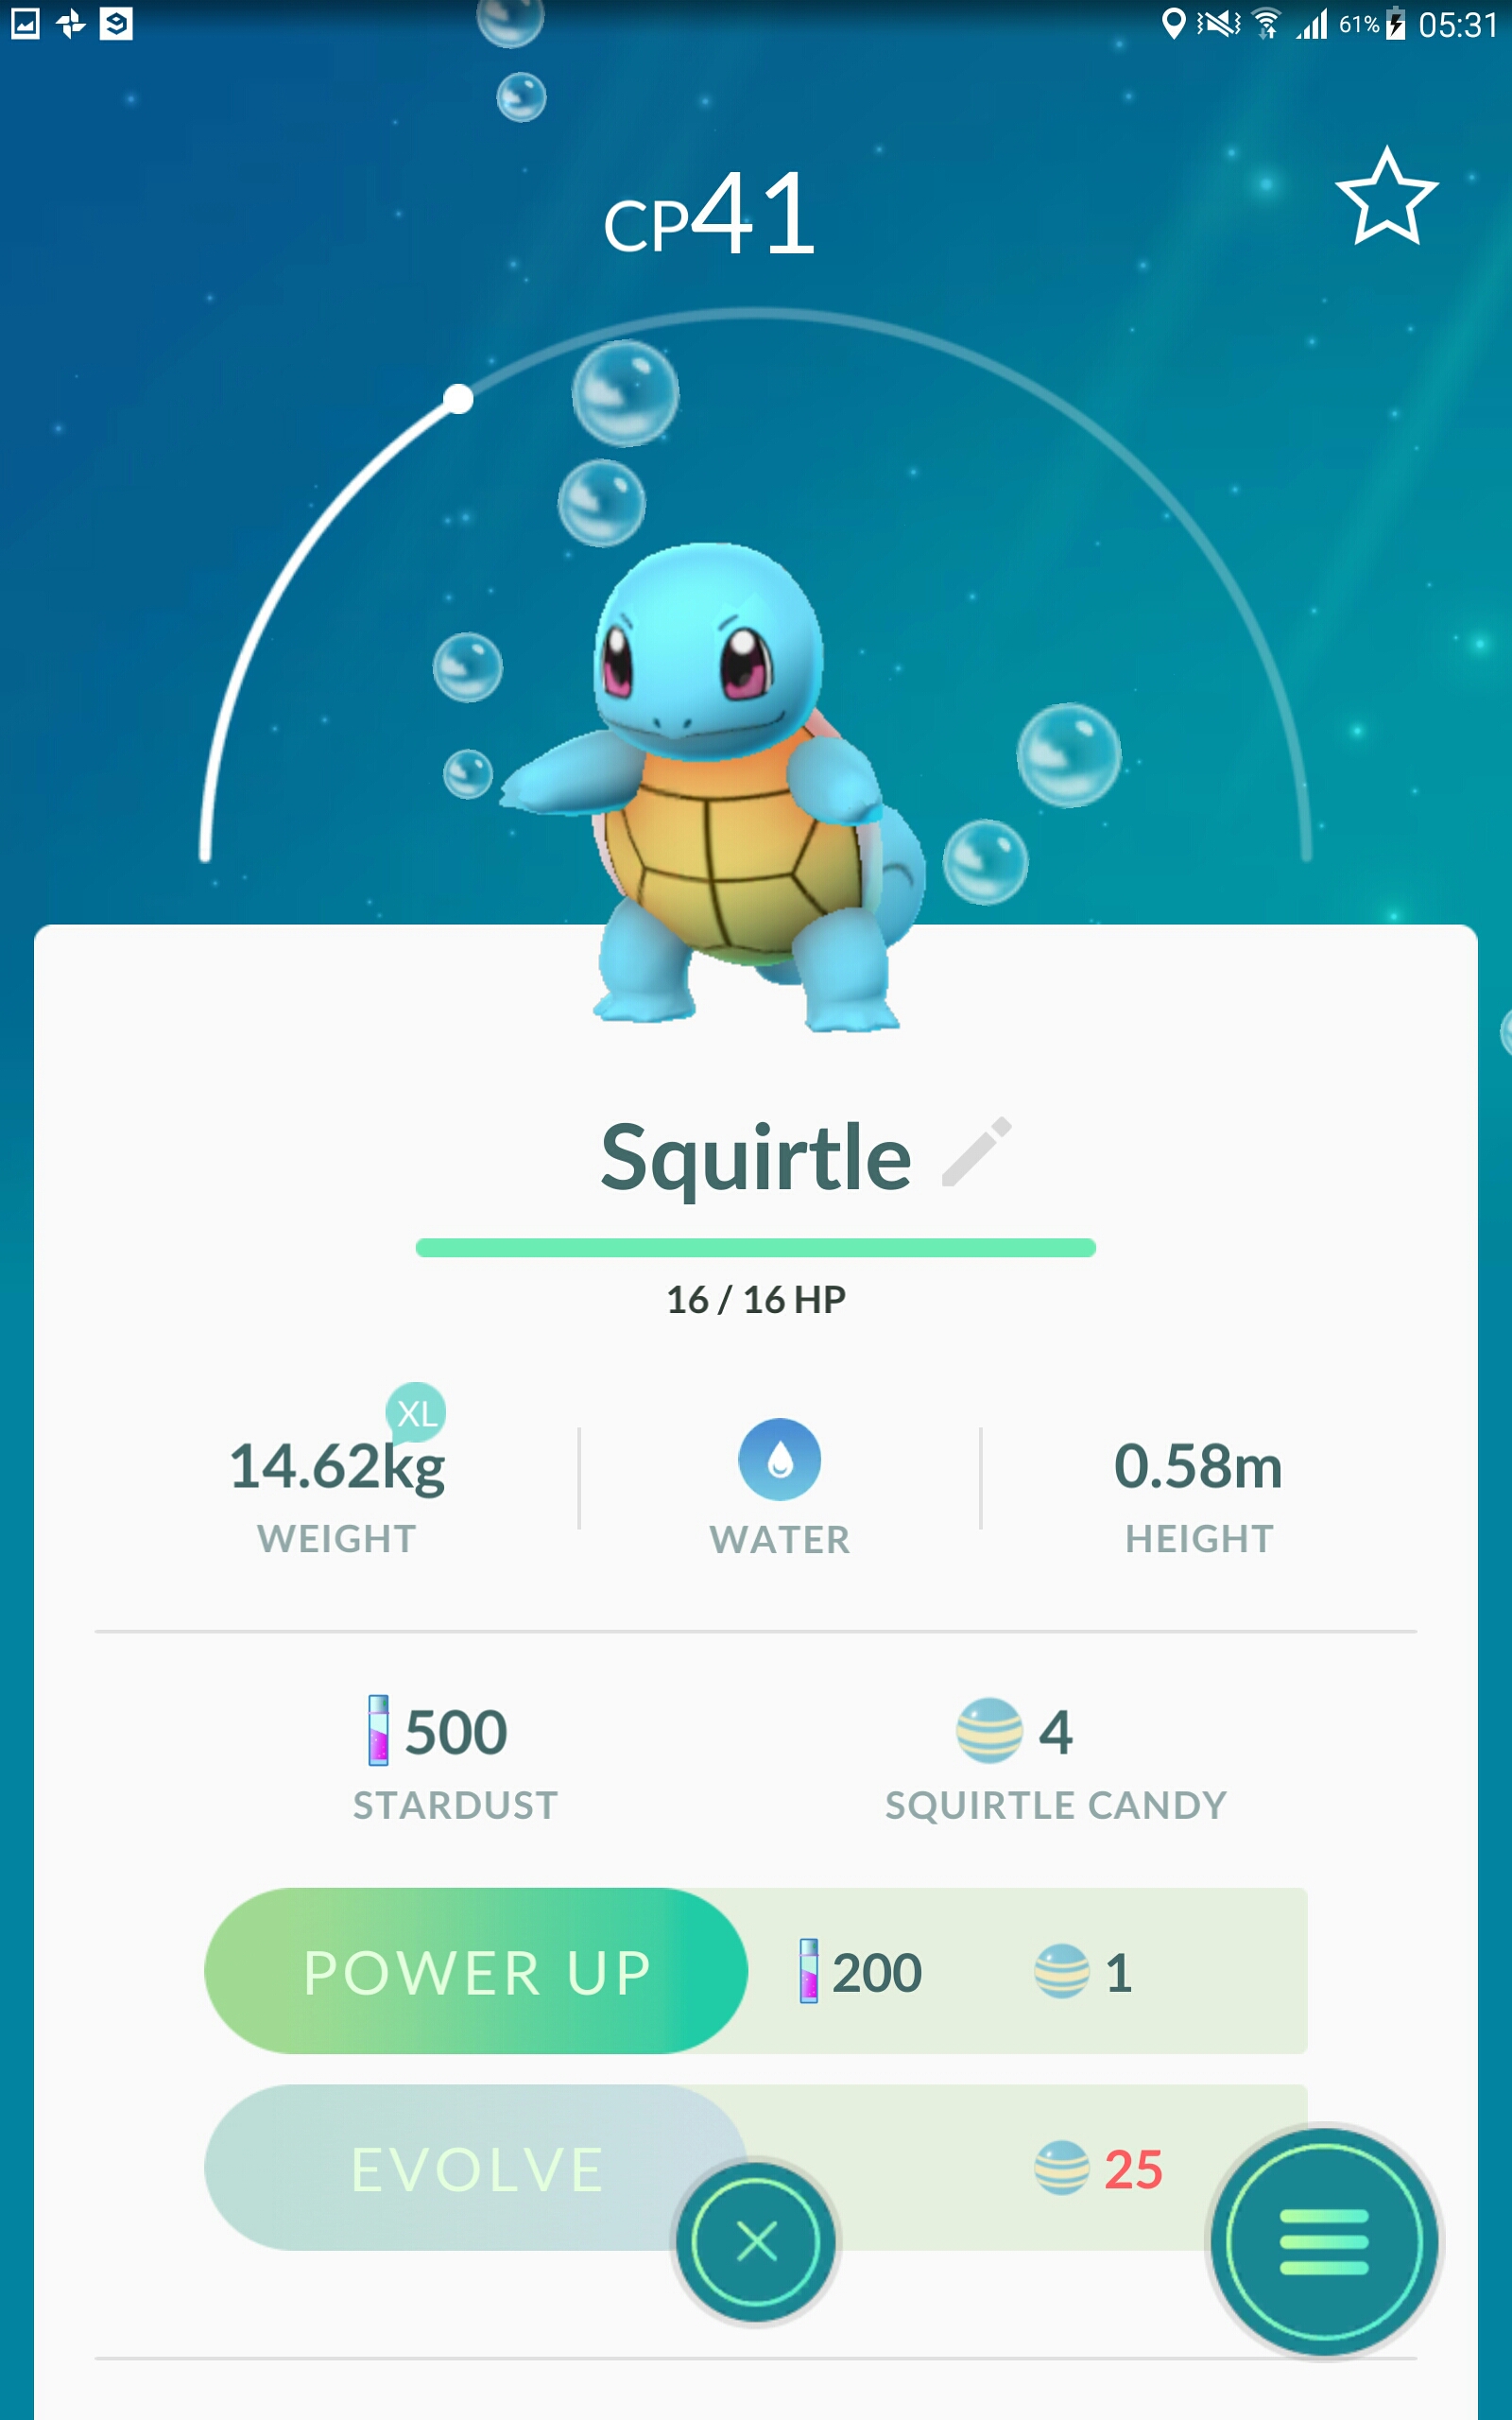 61% 05:31
CP41
Squirtle
16 / 16 HP
XL
14.62kg
WEIGHT
WATER
0.58m
HEIGHT
500
STARDUST
4
SQUIRTLE CANDY
POWER UP 200 1
EVOLVE 25